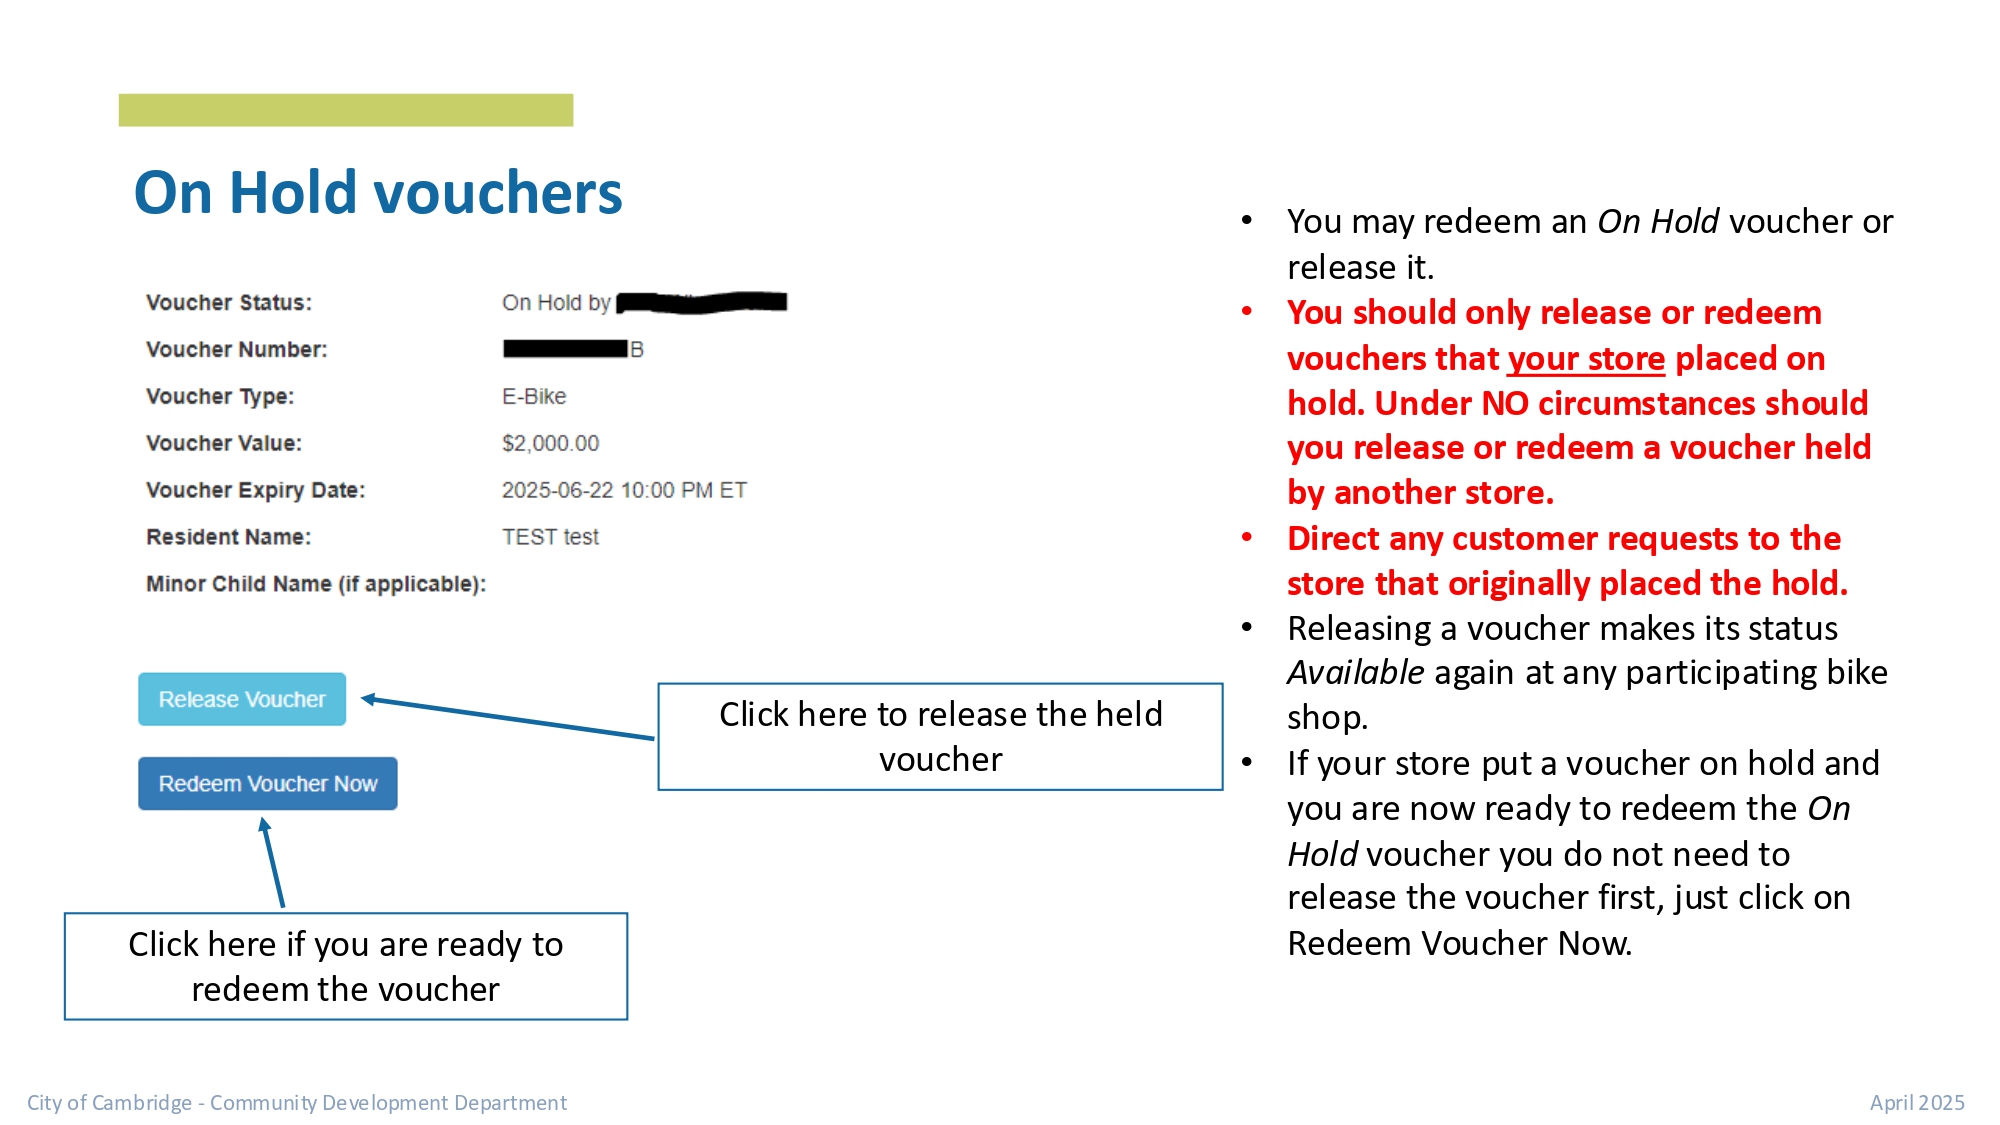 On Hold vouchers
Voucher Status: On Hold by
Voucher Number: B
Voucher Type: E-Bike
Voucher Value: $2,000.00
Voucher Expiry Date: 2025-06-22 10:00 PM ET
Resident Name: TEST test
Minor Child Name (if applicable):
Release Voucher
Redeem Voucher Now
Click here to release the held
voucher
Click here if you are ready to
redeem the voucher
• You may redeem an On Hold voucher or
release it.
• You should only release or redeem
vouchers that your store placed on
hold. Under NO circumstances should
you release or redeem a voucher held
by another store.
• Direct any customer requests to the
store that originally placed the hold.
• Releasing a voucher makes its status
Available again at any participating bike
shop.
• If your store put a voucher on hold and
you are now ready to redeem the On
Hold voucher you do not need to
release the voucher first, just click on
Redeem Voucher Now.
City of Cambridge - Community Development Department
April 2025